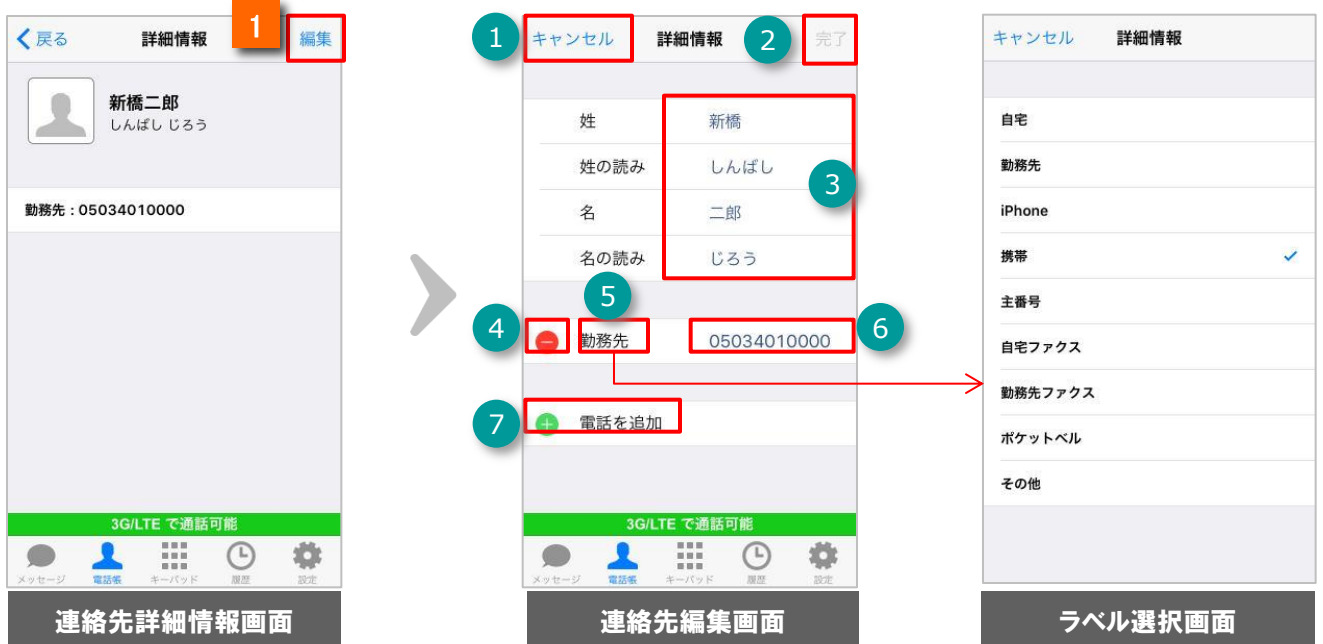 戻る 詳細情報 1 編集
新橋二郎
しんばし じろう
勤務先：05034010000
3G/LTE で通話可能
メッセージ 電話帳 キーパッド 履歴 設定
連絡先詳細情報画面
1 キャンセル 詳細情報 2 完了
姓 新橋
姓の読み しんばし
3
名 二郎
名の読み じろう
5
4 勤務先 05034010000 6
7 電話を追加
3G/LTE で通話可能
メッセージ 電話帳 キーパッド 履歴 設定
連絡先編集画面
キャンセル 詳細情報
自宅
勤務先
iPhone
携帯
主番号
自宅ファクス
勤務先ファクス
ポケットベル
その他
ラベル選択画面